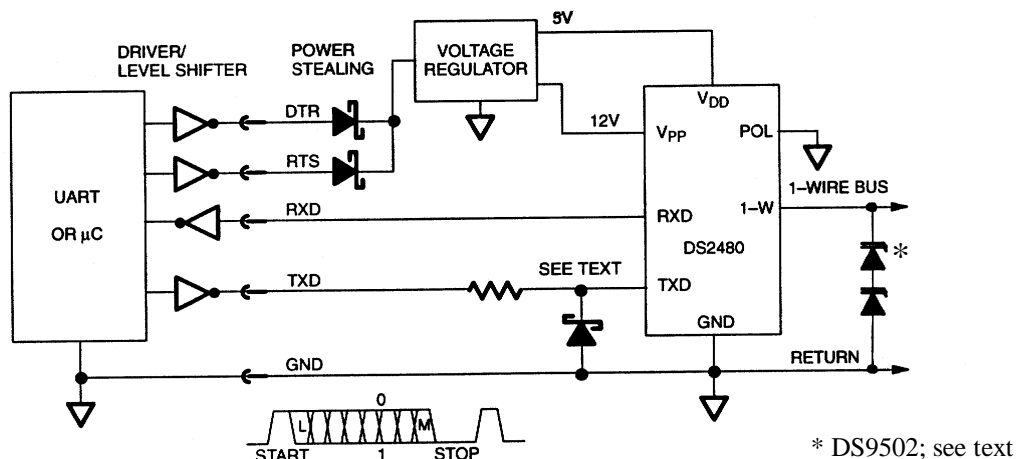 5V
DRIVER/
LEVEL SHIFTER
POWER
STEALING
VOLTAGE
REGULATOR
DTR
12V
VDD
VPP
POL
RTS
UART
OR µC
RXD
RXD
1–WIRE BUS
1–W
DS2480
TXD
SEE TEXT
TXD
*
GND
GND
RETURN
0
L
M
START
1
STOP
* DS9502; see text